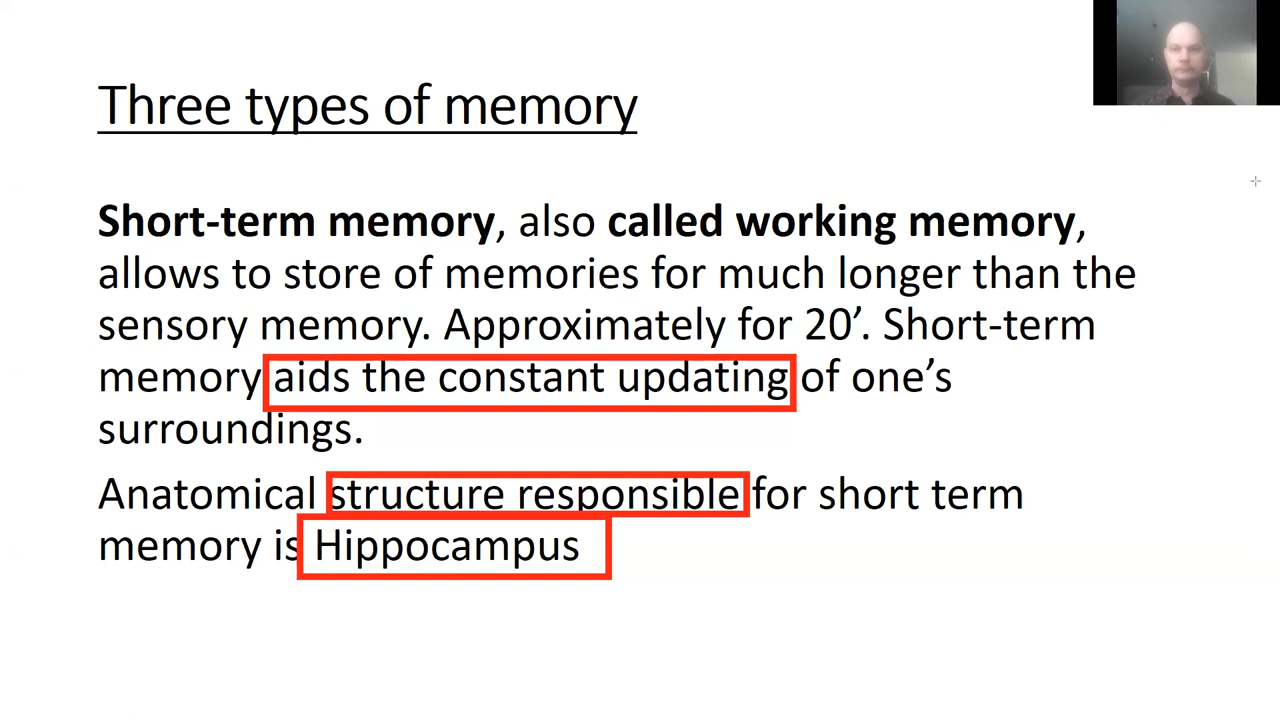 Three types of memory
Short-term memory, also called working memory,
allows to store of memories for much longer than the
sensory memory. Approximately for 20’. Short-term
memory aids the constant updating of one’s
surroundings.
Anatomical structure responsible for short term
memory is Hippocampus